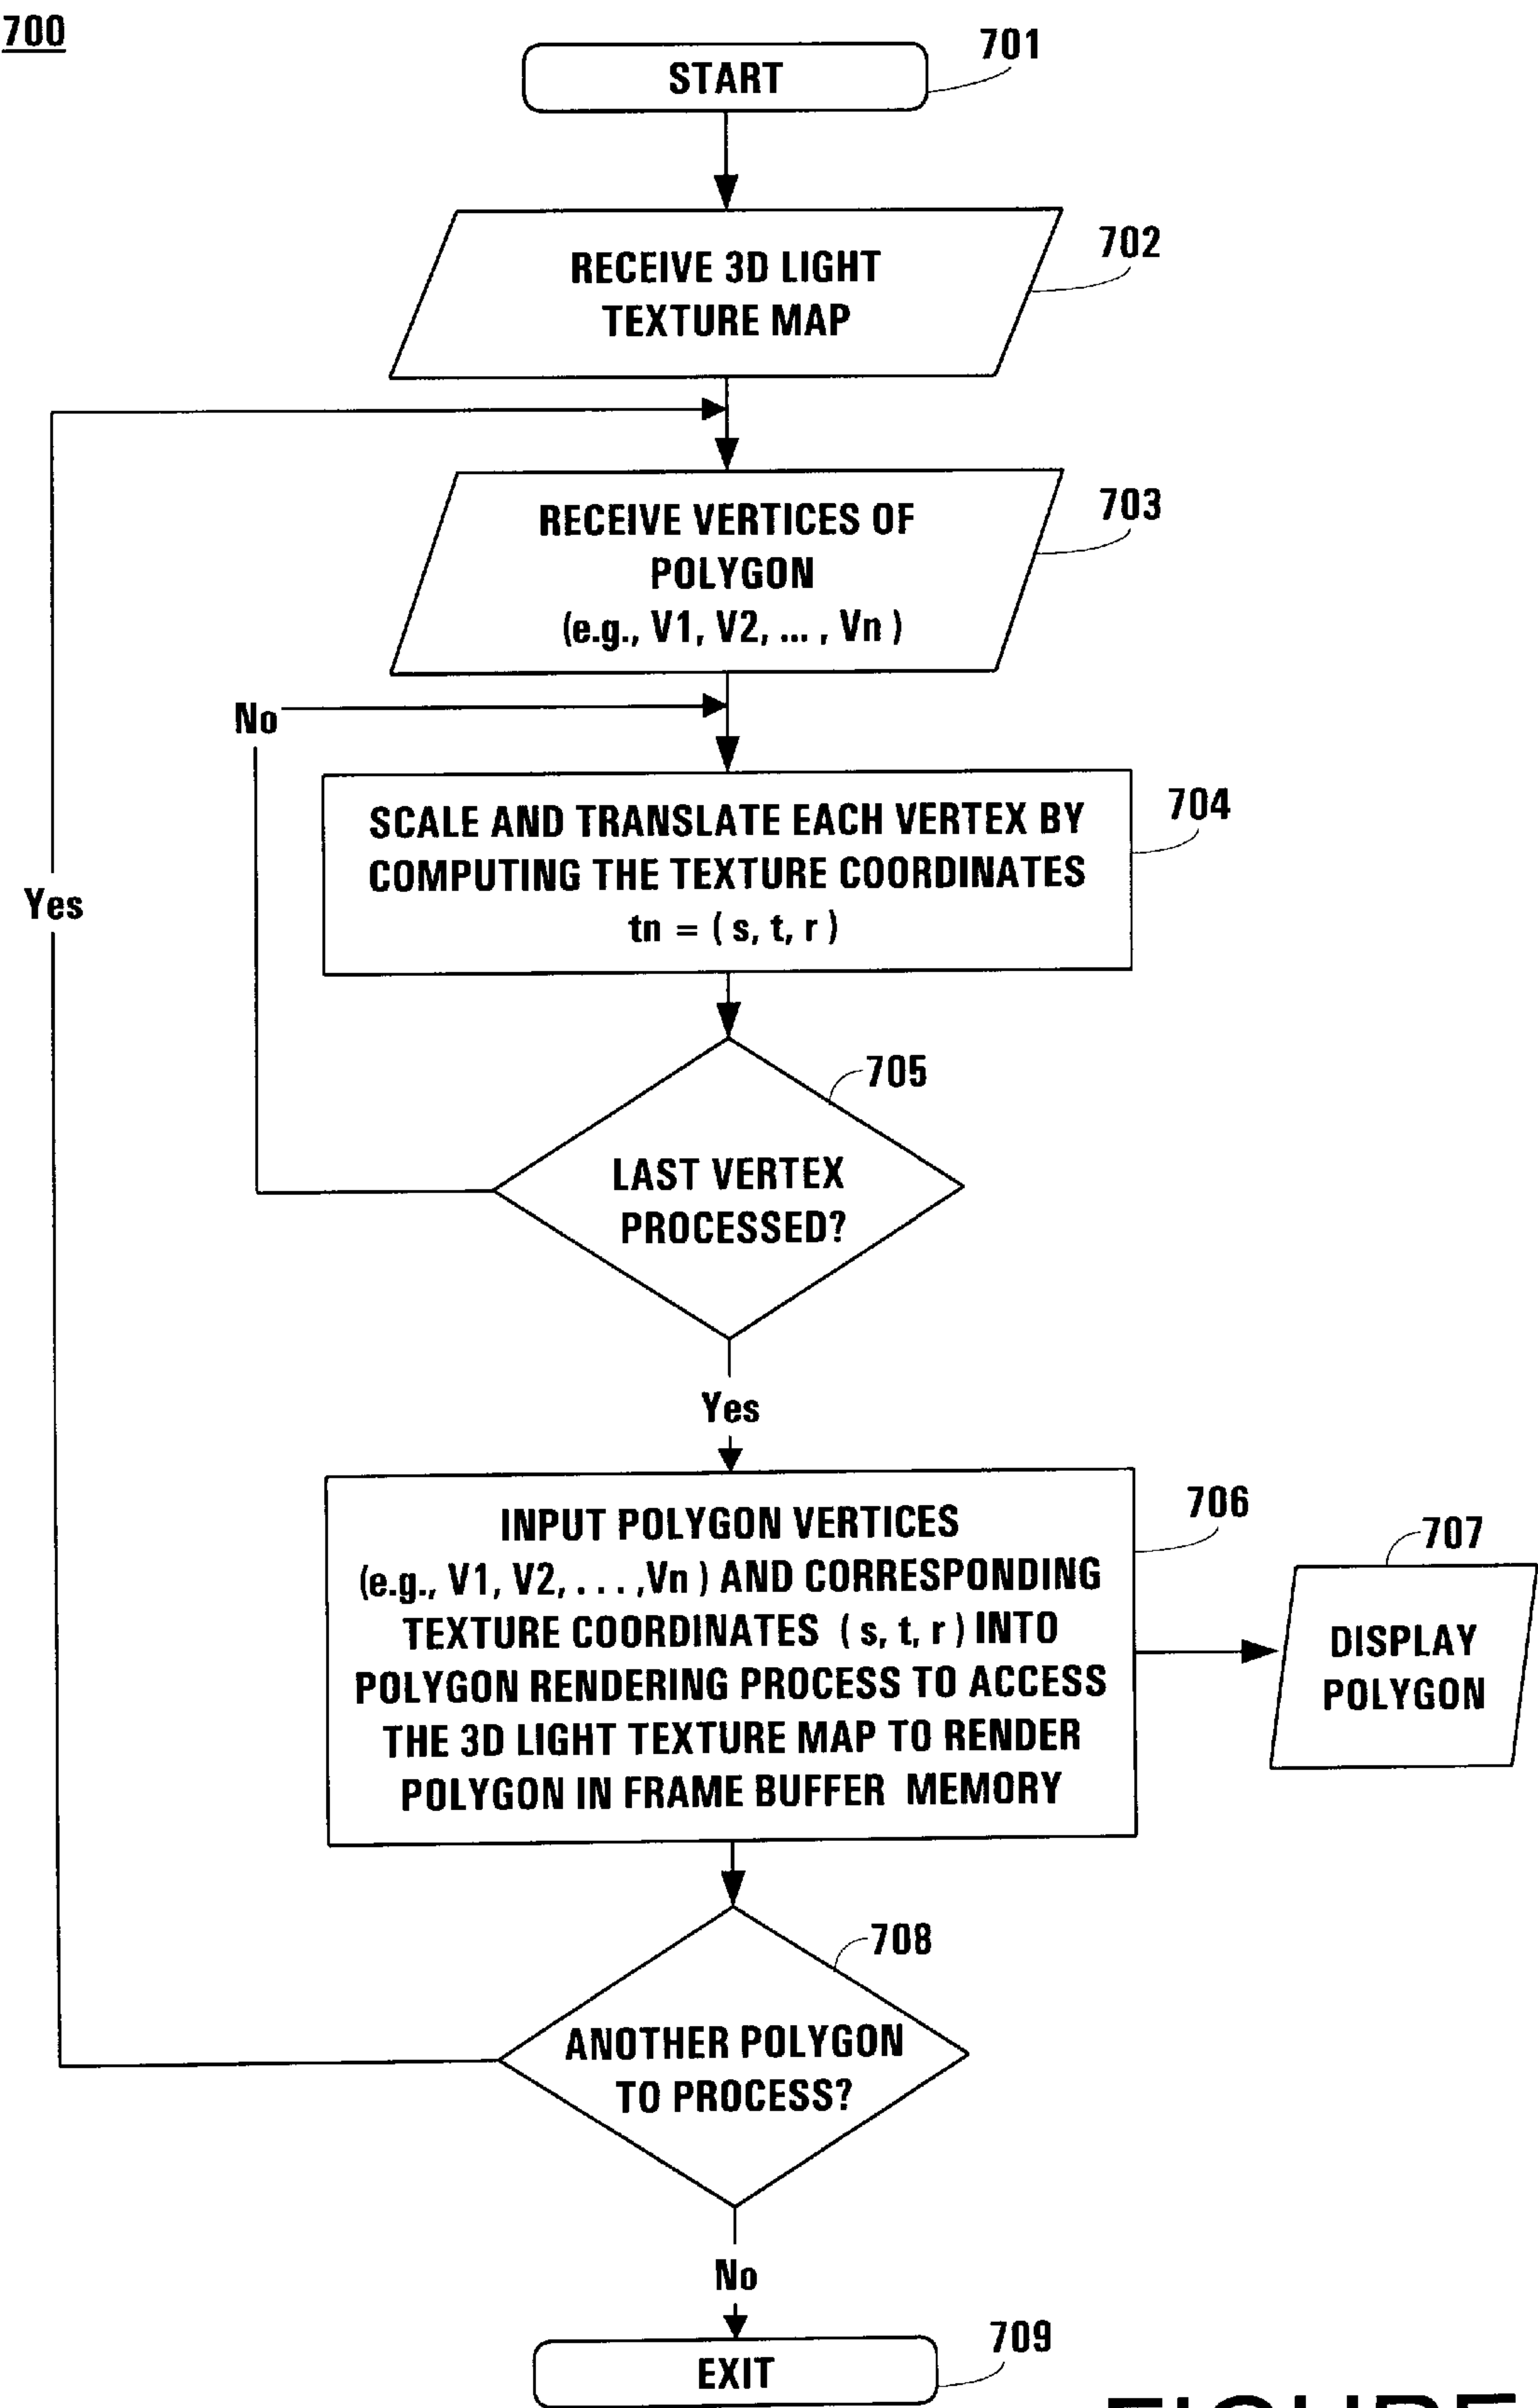 700
START
701
RECEIVE 3D LIGHT
TEXTURE MAP
702
RECEIVE VERTICES OF
POLYGON
(e.g., V1, V2, ... , Vn )
703
No
SCALE AND TRANSLATE EACH VERTEX BY
COMPUTING THE TEXTURE COORDINATES
tn = ( s, t, r )
704
Yes
705
LAST VERTEX
PROCESSED?
Yes
INPUT POLYGON VERTICES
(e.g., V1, V2, . . . ,Vn ) AND CORRESPONDING
TEXTURE COORDINATES ( s, t, r ) INTO
POLYGON RENDERING PROCESS TO ACCESS
THE 3D LIGHT TEXTURE MAP TO RENDER
POLYGON IN FRAME BUFFER MEMORY
706
707
DISPLAY
POLYGON
708
ANOTHER POLYGON
TO PROCESS?
No
EXIT
709